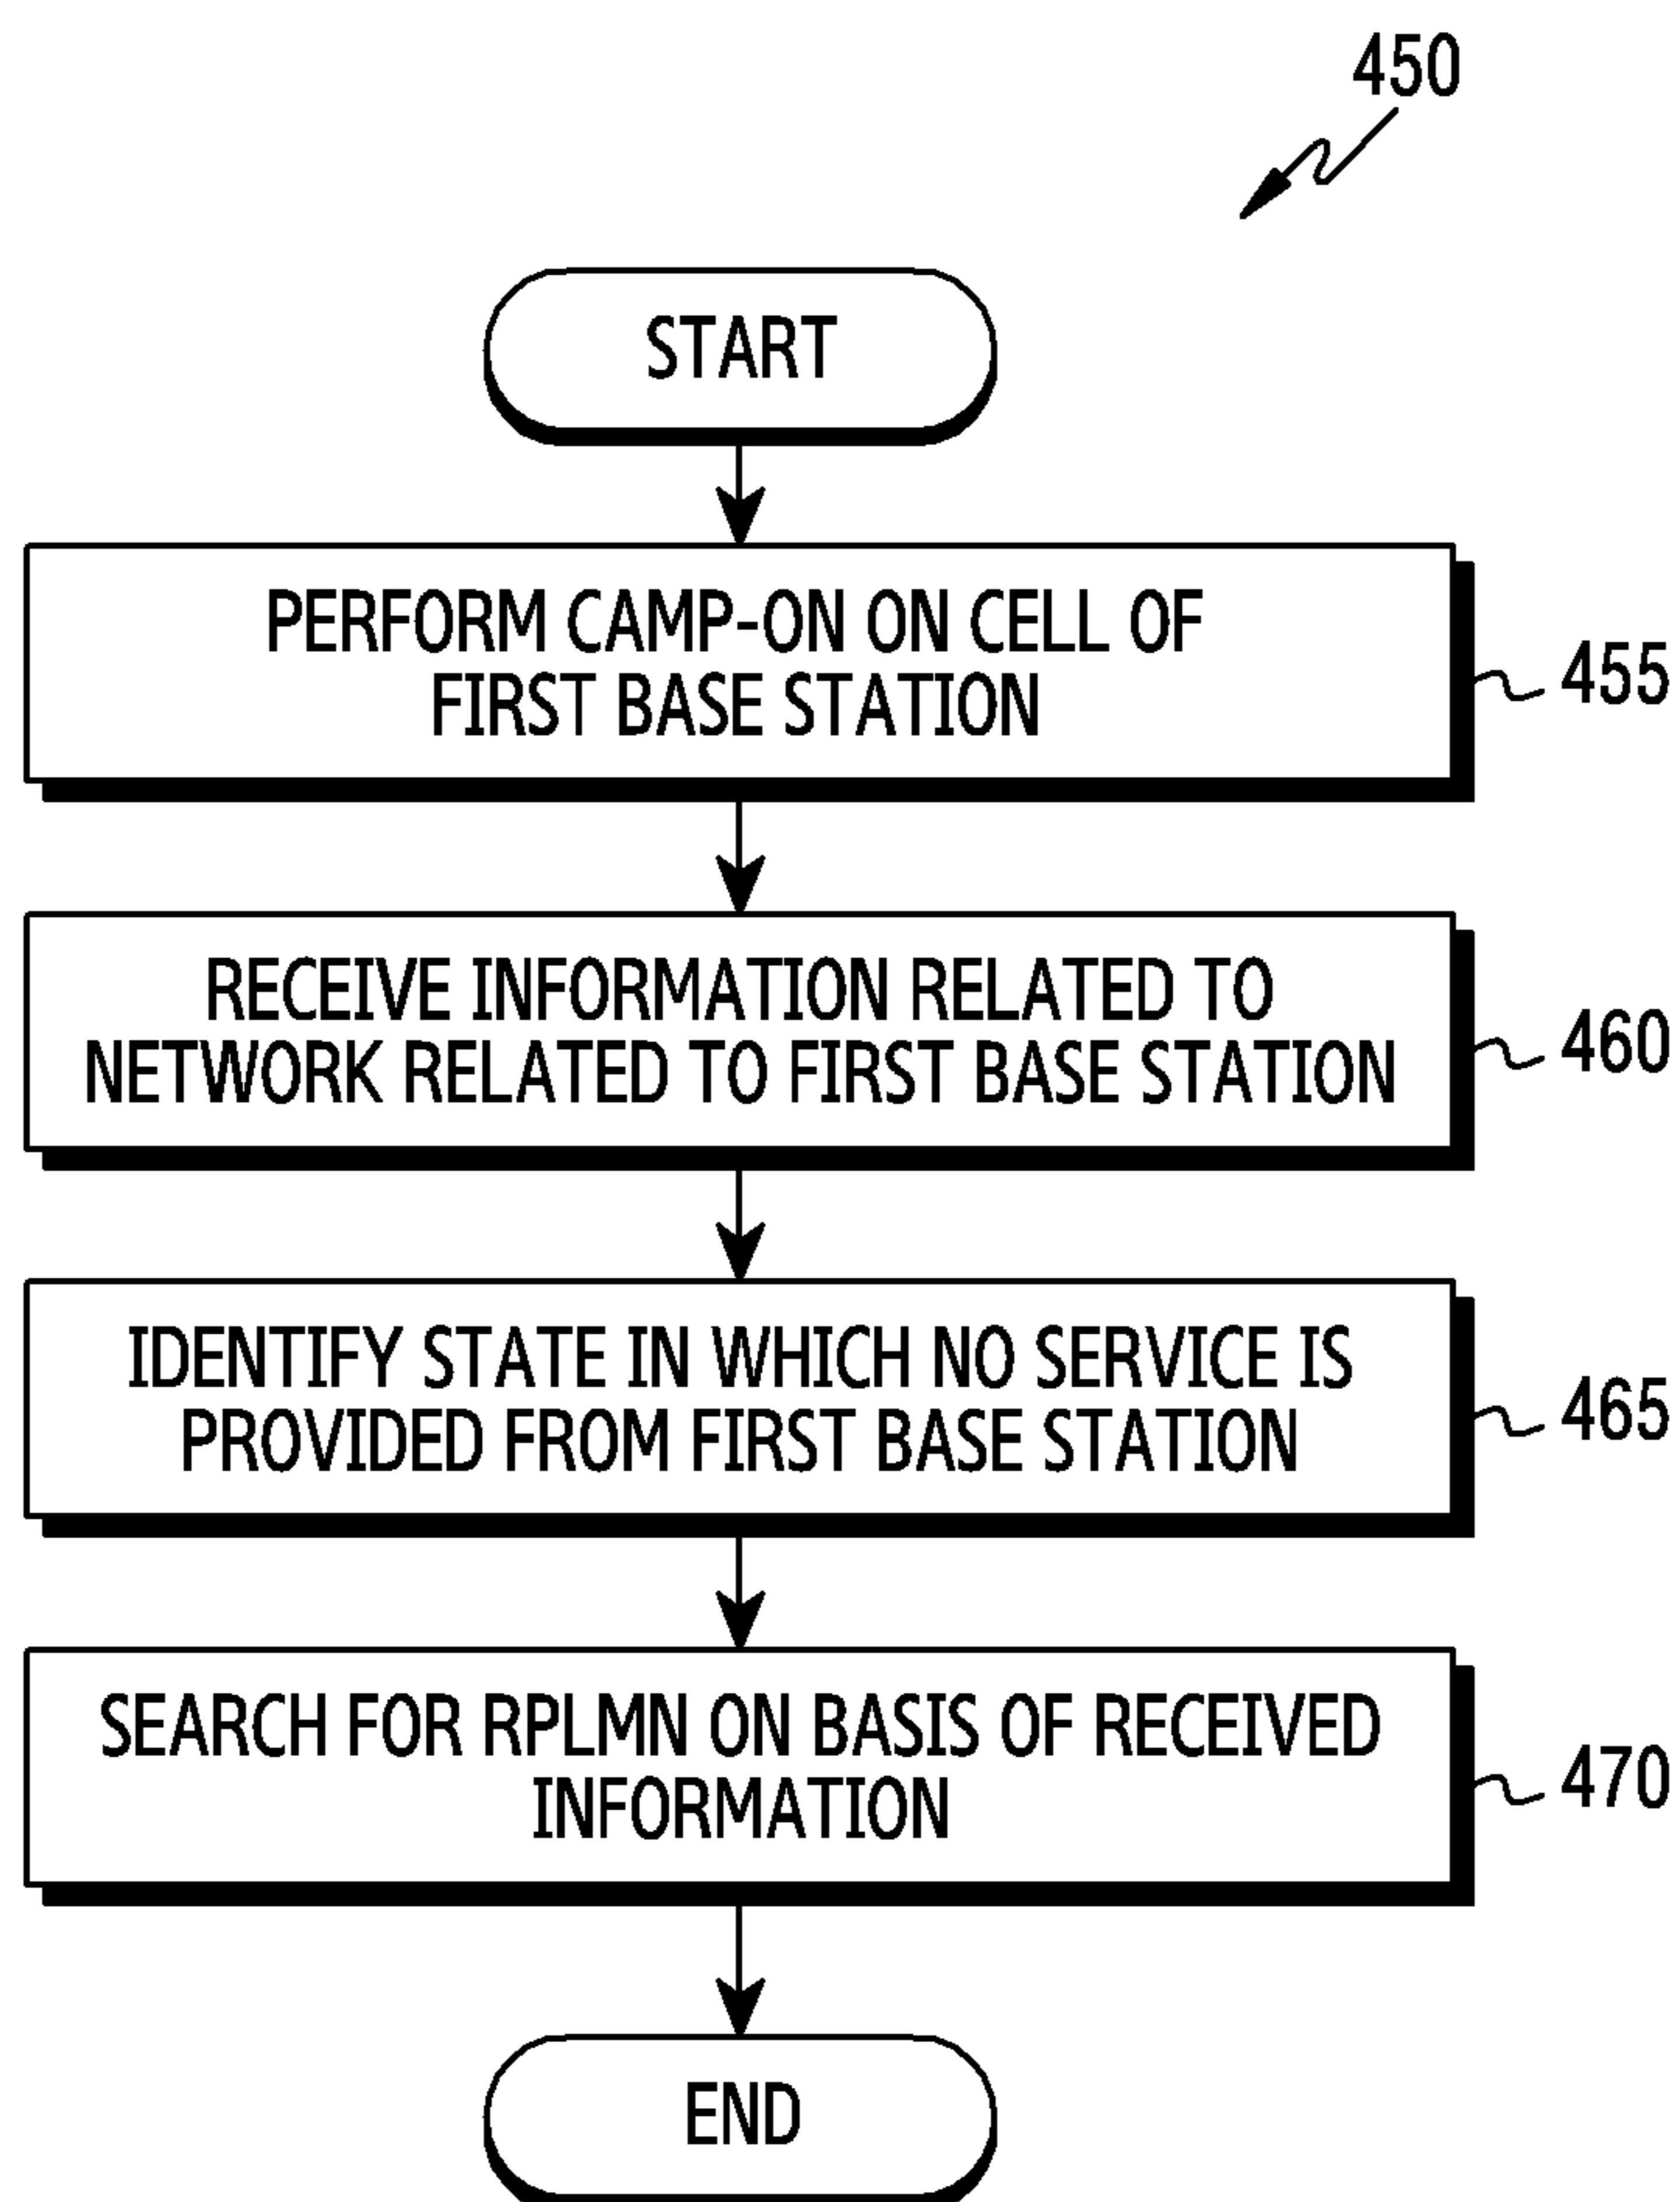 450
START
PERFORM CAMP-ON ON CELL OF
FIRST BASE STATION
455
RECEIVE INFORMATION RELATED TO
NETWORK RELATED TO FIRST BASE STATION
460
IDENTIFY STATE IN WHICH NO SERVICE IS
PROVIDED FROM FIRST BASE STATION
465
SEARCH FOR RPLMN ON BASIS OF RECEIVED
INFORMATION
470
END